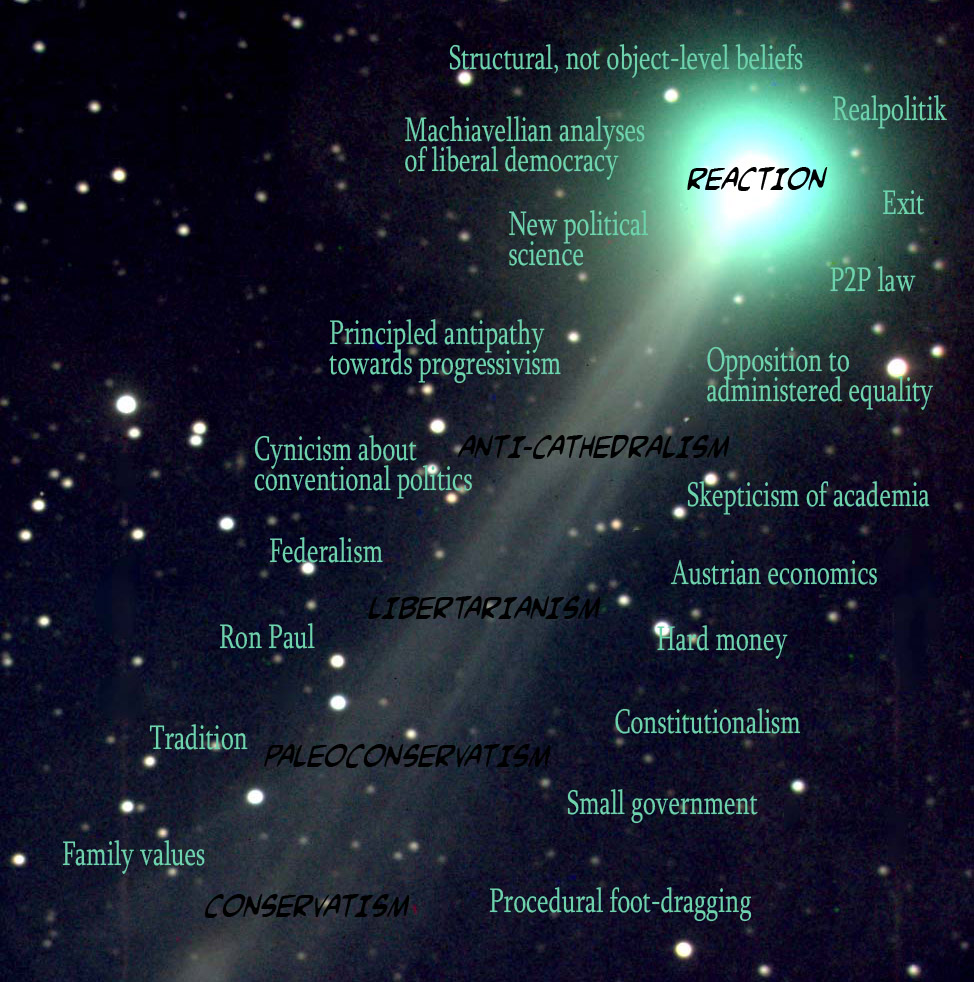 Structural, not object-level beliefs
Realpolitik
Machiavellian analyses
of liberal democracy
REACTION
Exit
New political
science
P2P law
Principled antipathy
towards progressivism
Opposition to
administered equality
ANTI-CATHEDRALISM
Cynicism about
conventional politics
Skepticism of academia
Federalism
Austrian economics
LIBERTARIANISM
Ron Paul
Hard money
Constitutionalism
Tradition
PALEOCONSERVATISM
Small government
Family values
CONSERVATISM
Procedural foot-dragging